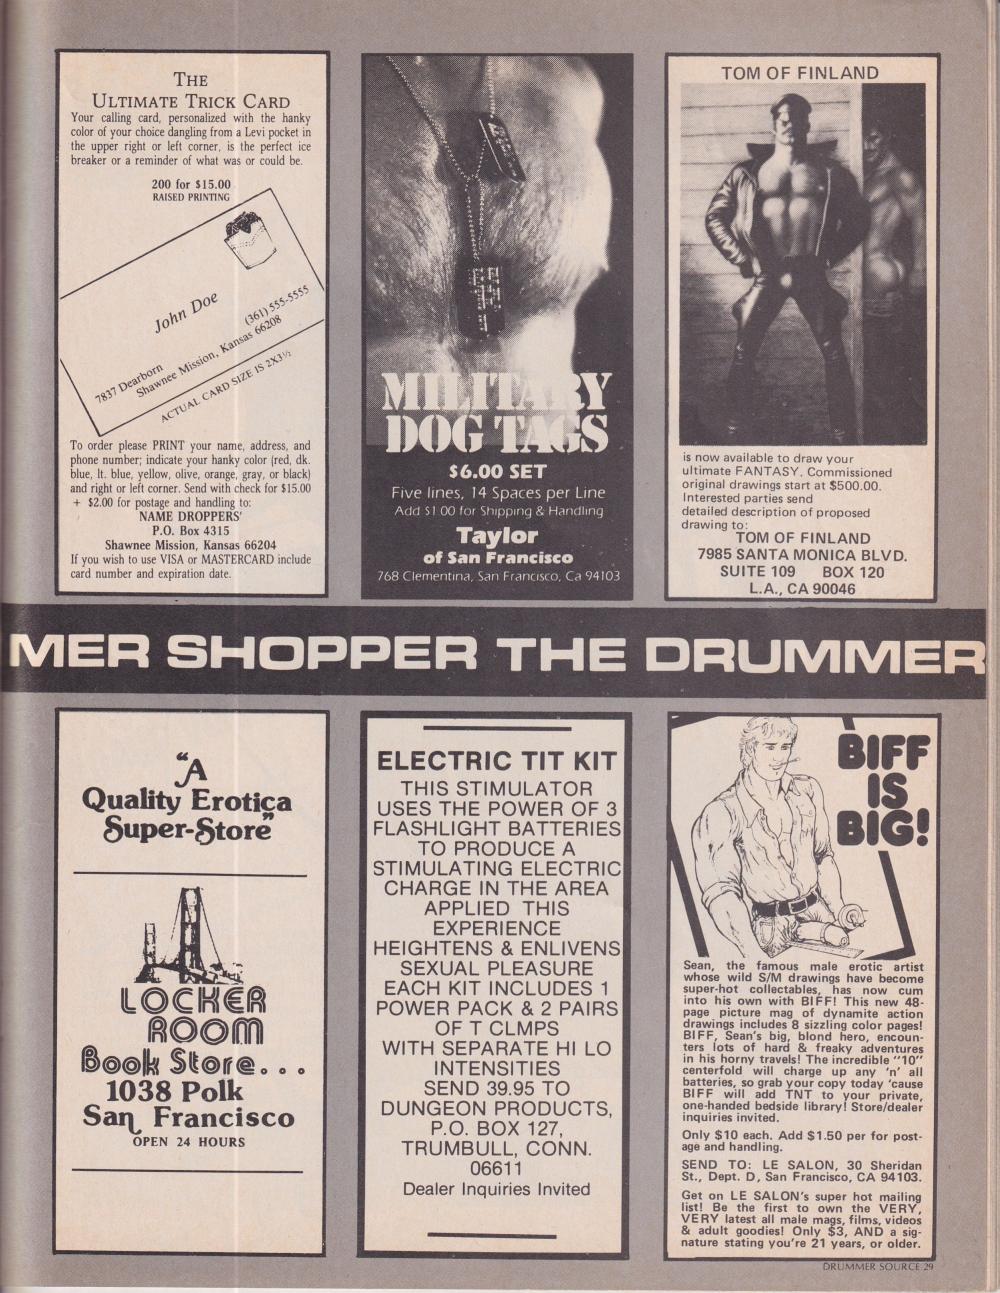 THE
ULTIMATE TRICK CARD
Your calling card, personalized with the hanky
color of your choice dangling from a Levi pocket in
the upper right or left corner, is the perfect ice
breaker or a reminder of what was or could be.
200 for $15.00
RAISED PRINTING
John Doe
(361) 555-5555
7837 Dearborn
Shawnee Mission, Kansas 66208
ACTUAL CARD SIZE IS 2X3½
To order please PRINT your name, address, and
phone number; indicate your hanky color (red, dk.
blue, lt. blue, yellow, olive, orange, gray, or black)
and right or left corner. Send with check for $15.00
+ $2.00 for postage and handling to:
NAME DROPPERS'
P.O. Box 4315
Shawnee Mission, Kansas 66204
If you wish to use VISA or MASTERCARD include
card number and expiration date.
MILITARY
DOG TAGS
$6.00 SET
Five lines, 14 Spaces per Line
Add $1.00 for Shipping & Handling
Taylor
of San Francisco
768 Clementina, San Francisco, Ca 94103
TOM OF FINLAND
is now available to draw your
ultimate FANTASY. Commissioned
original drawings start at $500.00.
Interested parties send
detailed description of proposed
drawing to:
TOM OF FINLAND
7985 SANTA MONICA BLVD.
SUITE 109 BOX 120
L.A., CA 90046
MER SHOPPER THE DRUMMER
"A
Quality Erotica
Super-Store"
LOCKER
ROOM
Book Store...
1038 Polk
San Francisco
OPEN 24 HOURS
ELECTRIC TIT KIT
THIS STIMULATOR
USES THE POWER OF 3
FLASHLIGHT BATTERIES
TO PRODUCE A
STIMULATING ELECTRIC
CHARGE IN THE AREA
APPLIED THIS
EXPERIENCE
HEIGHTENS & ENLIVENS
SEXUAL PLEASURE
EACH KIT INCLUDES 1
POWER PACK & 2 PAIRS
OF T CLMPS
WITH SEPARATE HI LO
INTENSITIES
SEND 39.95 TO
DUNGEON PRODUCTS,
P.O. BOX 127,
TRUMBULL, CONN.
06611
Dealer Inquiries Invited
BIFF
IS
BIG!
Sean, the famous male erotic artist
whose wild S/M drawings have become
super-hot collectables, has now cum
into his own with BIFF! This new 48-
page picture mag of dynamite action
drawings includes 8 sizzling color pages!
BIFF, Sean's big, blond hero, encoun-
ters lots of hard & freaky adventures
in his horny travels! The incredible "10"
centerfold will charge up any 'n' all
batteries, so grab your copy today 'cause
BIFF will add TNT to your private,
one-handed bedside library! Store/dealer
inquiries invited.
Only $10 each. Add $1.50 per for post-
age and handling.
SEND TO: LE SALON, 30 Sheridan
St., Dept. D, San Francisco, CA 94103.
Get on LE SALON's super hot mailing
list! Be the first to own the VERY,
VERY latest all male mags, films, videos
& adult goodies! Only $3, AND a sig-
nature stating you're 21 years, or older.
DRUMMER SOURCE 29